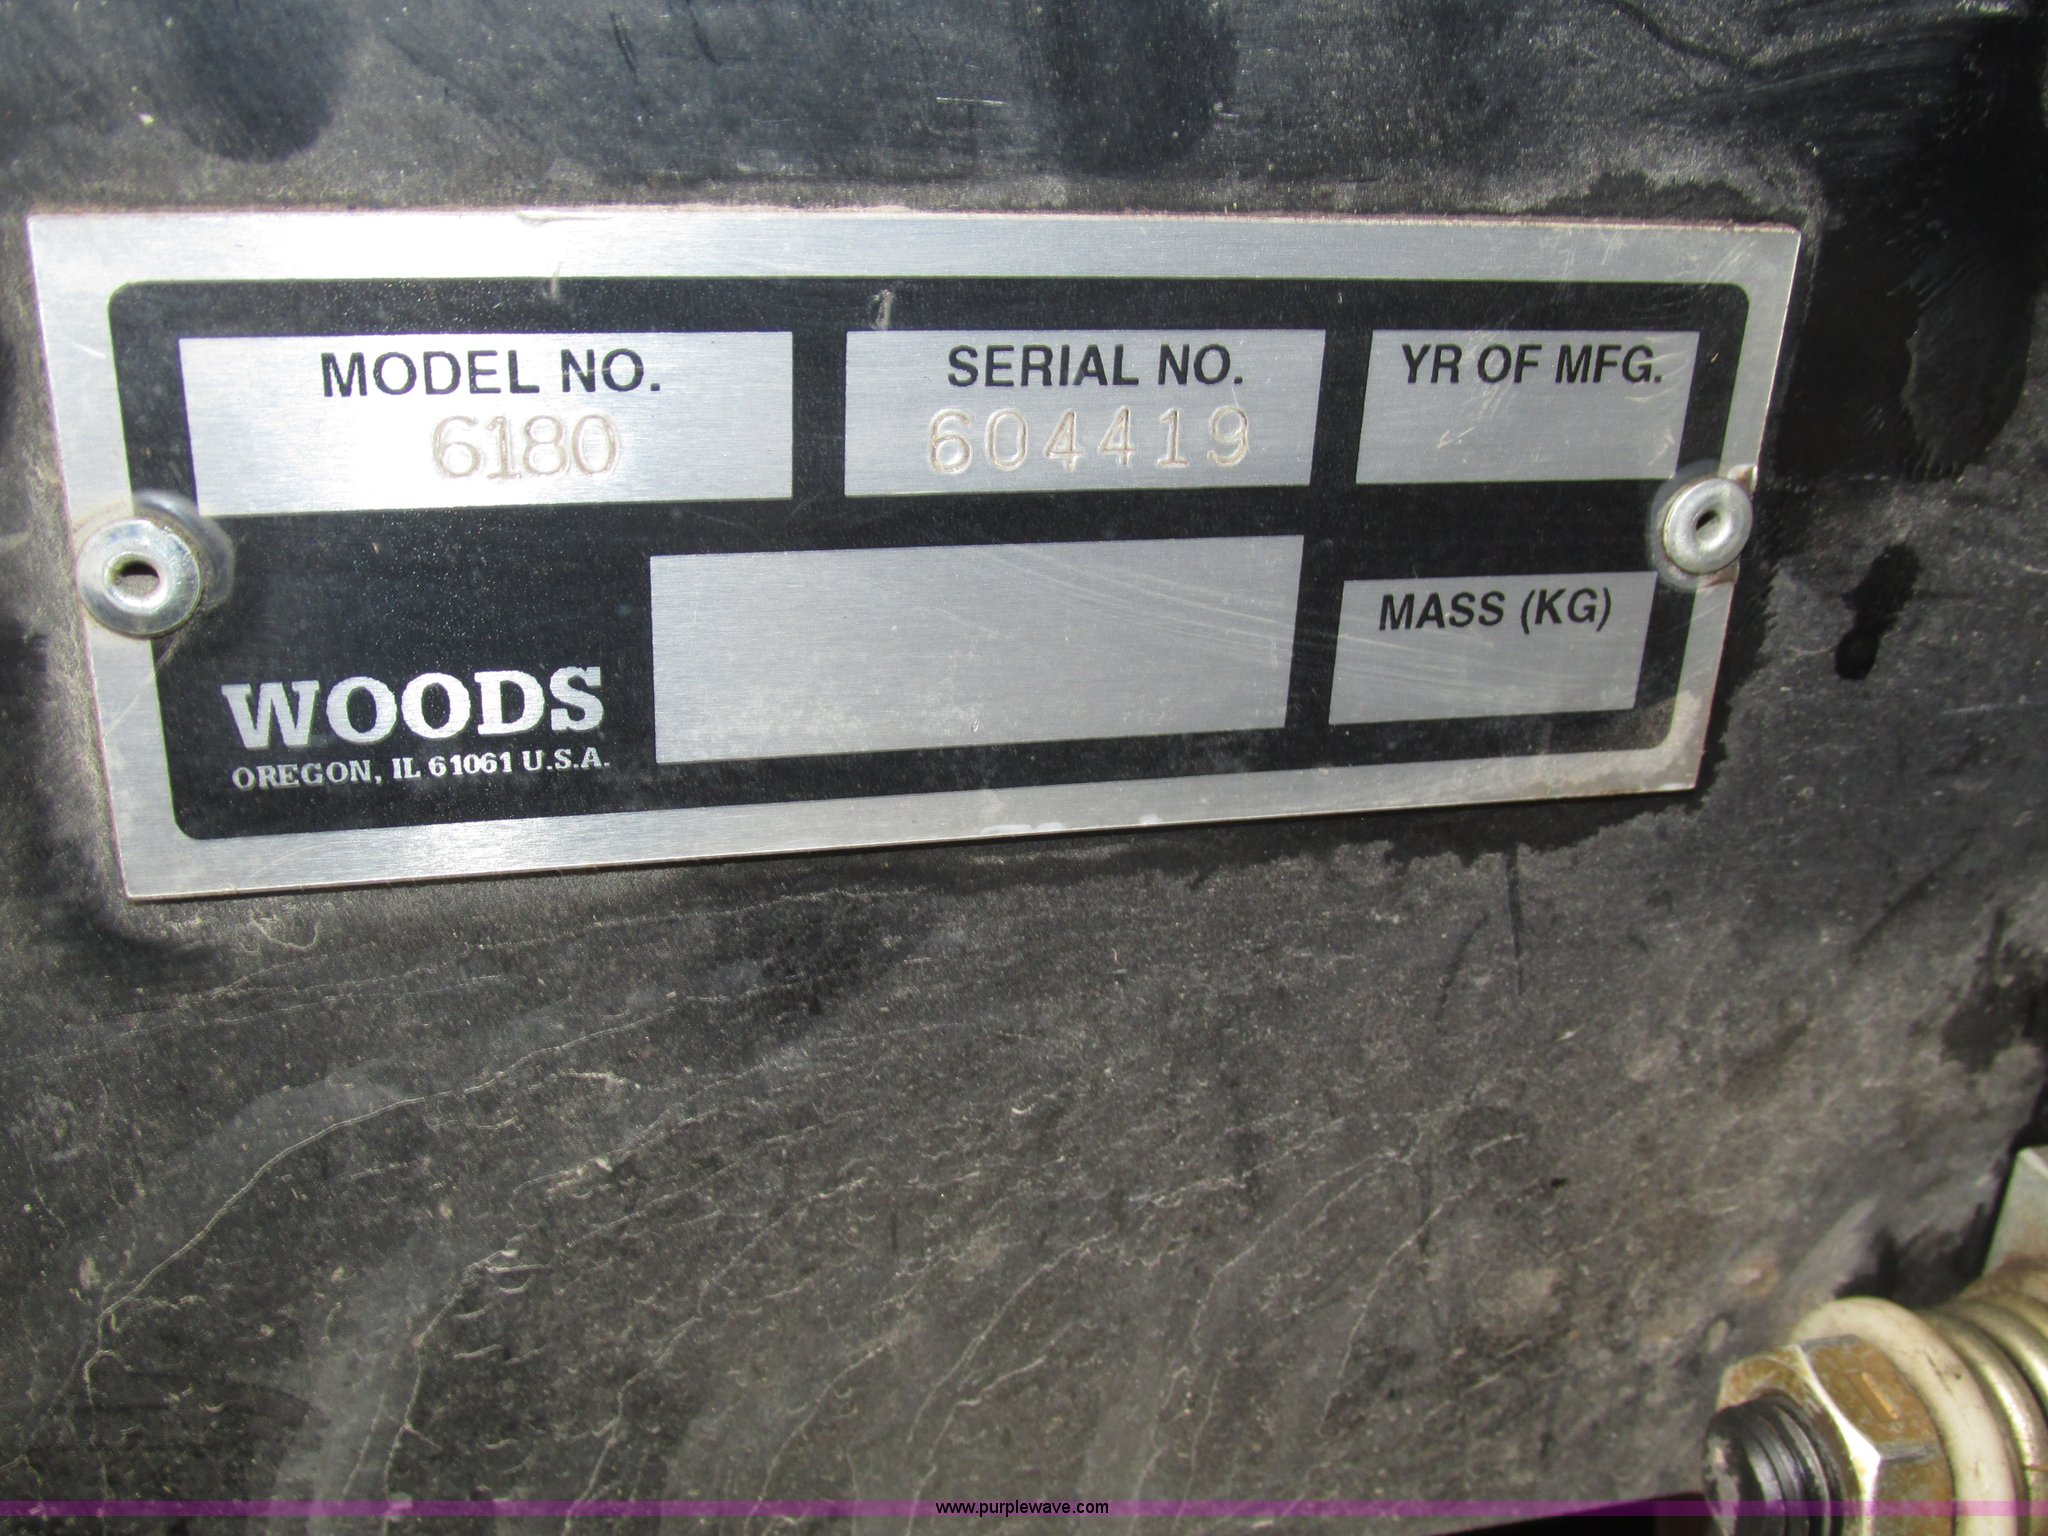 MODEL NO.
6180
SERIAL NO.
604419
YR OF MFG.
WOODS
OREGON, IL 61061 U.S.A.
MASS (KG)
www.purplewave.com